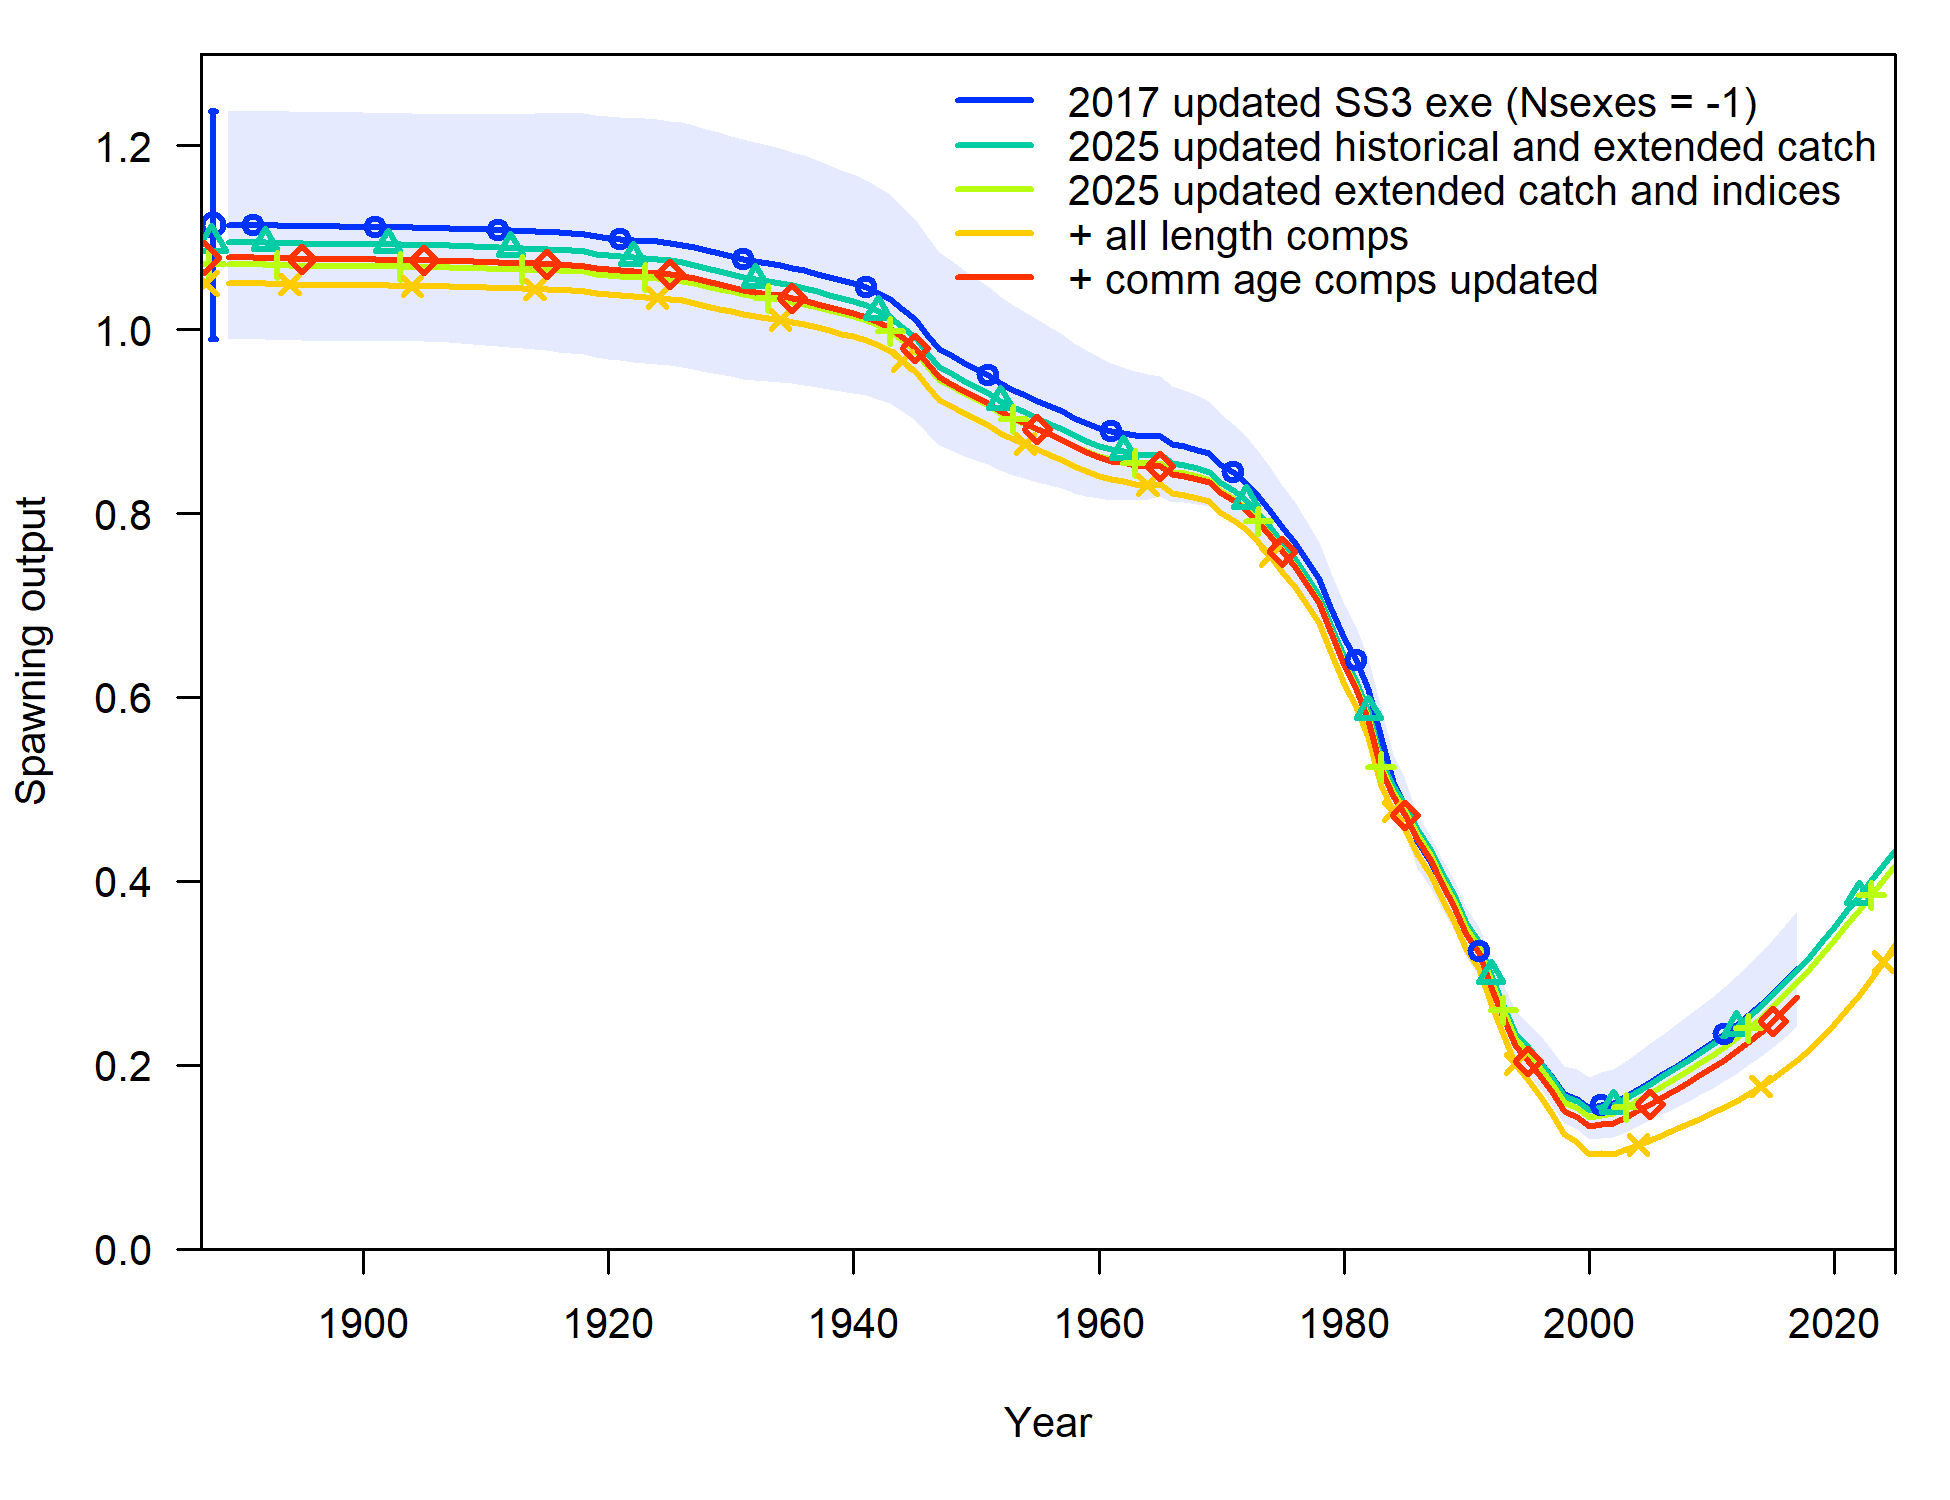 2017 updated SS3 exe (Nsexes = -1)
2025 updated historical and extended catch
2025 updated extended catch and indices
+ all length comps
+ comm age comps updated
Spawning output
1.2
1.0
0.8
0.6
0.4
0.2
0.0
1900 1920 1940 1960 1980 2000 2020
Year